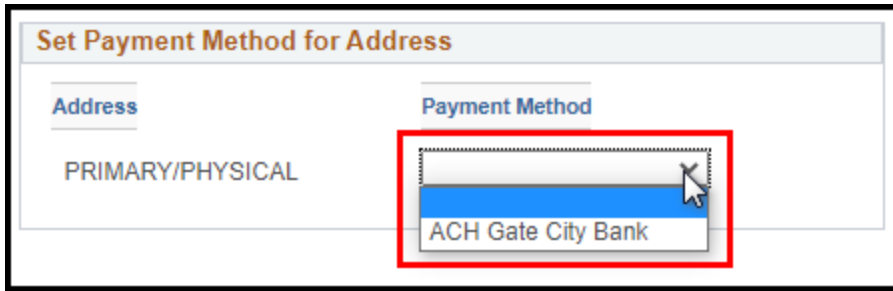 Set Payment Method for Address
Address Payment Method
PRIMARY/PHYSICAL
ACH Gate City Bank